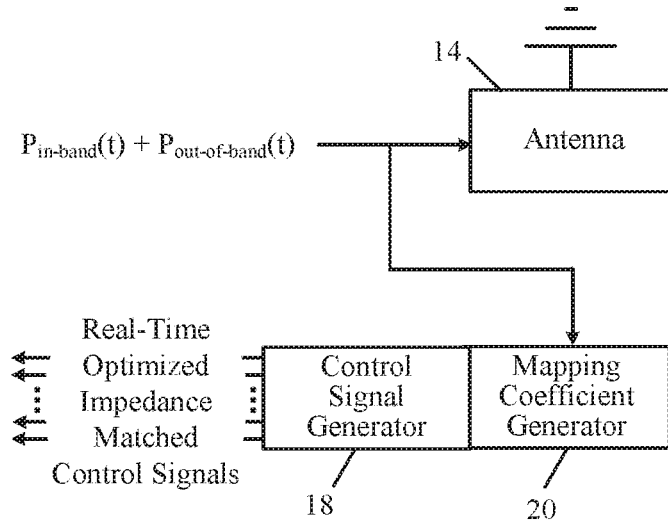 14
P_in-band(t) + P_out-of-band(t)
Antenna
Real-Time
Optimized
Impedance
Matched
Control Signals
Control
Signal
Generator
Mapping
Coefficient
Generator
18
20